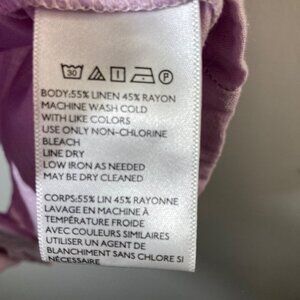 30 P
BODY:55% LINEN 45% RAYON
MACHINE WASH COLD
WITH LIKE COLORS
USE ONLY NON-CHLORINE
BLEACH
LINE DRY
LOW IRON AS NEEDED
MAY BE DRY CLEANED
CORPS:55% LIN 45% RAYONNE
LAVAGE EN MACHINE À
TEMPÉRATURE FROIDE
AVEC COULEURS SIMILAIRES
UTILISER UN AGENT DE
BLANCHIMENT SANS CHLORE SI
NÉCESSAIRE